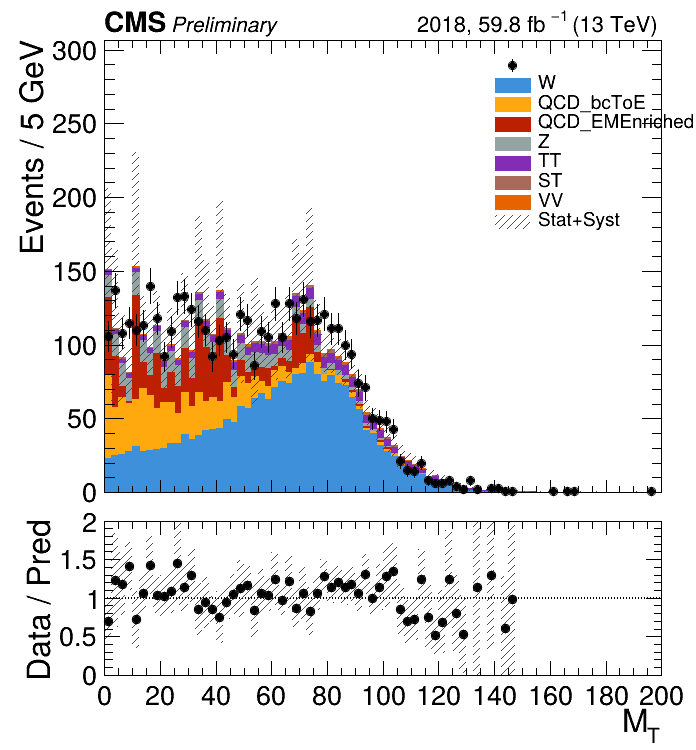 CMS Preliminary 2018, 59.8 fb⁻¹ (13 TeV)
Events / 5 GeV
300
250
200
150
100
50
0
W
QCD_bcToE
QCD_EMEnriched
Z
TT
ST
VV
Stat+Syst
Data / Pred
2
1.5
1
0.5
0
0 20 40 60 80 100 120 140 160 180 200
M_T